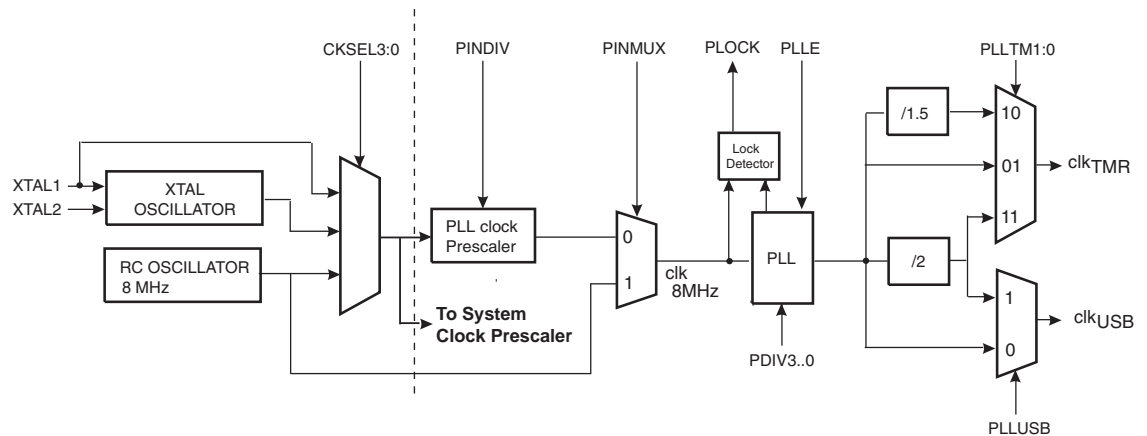 CKSEL3:0
PINDIV
PINMUX
PLOCK
PLLE
PLLTM1:0
XTAL1
XTAL2
XTAL
OSCILLATOR
RC OSCILLATOR
8 MHz
PLL clock
Prescaler
To System
Clock Prescaler
0
1
clk
8MHz
Lock
Detector
PLL
PDIV3..0
/1.5
/2
10
01
11
clkTMR
1
0
clkUSB
PLLUSB